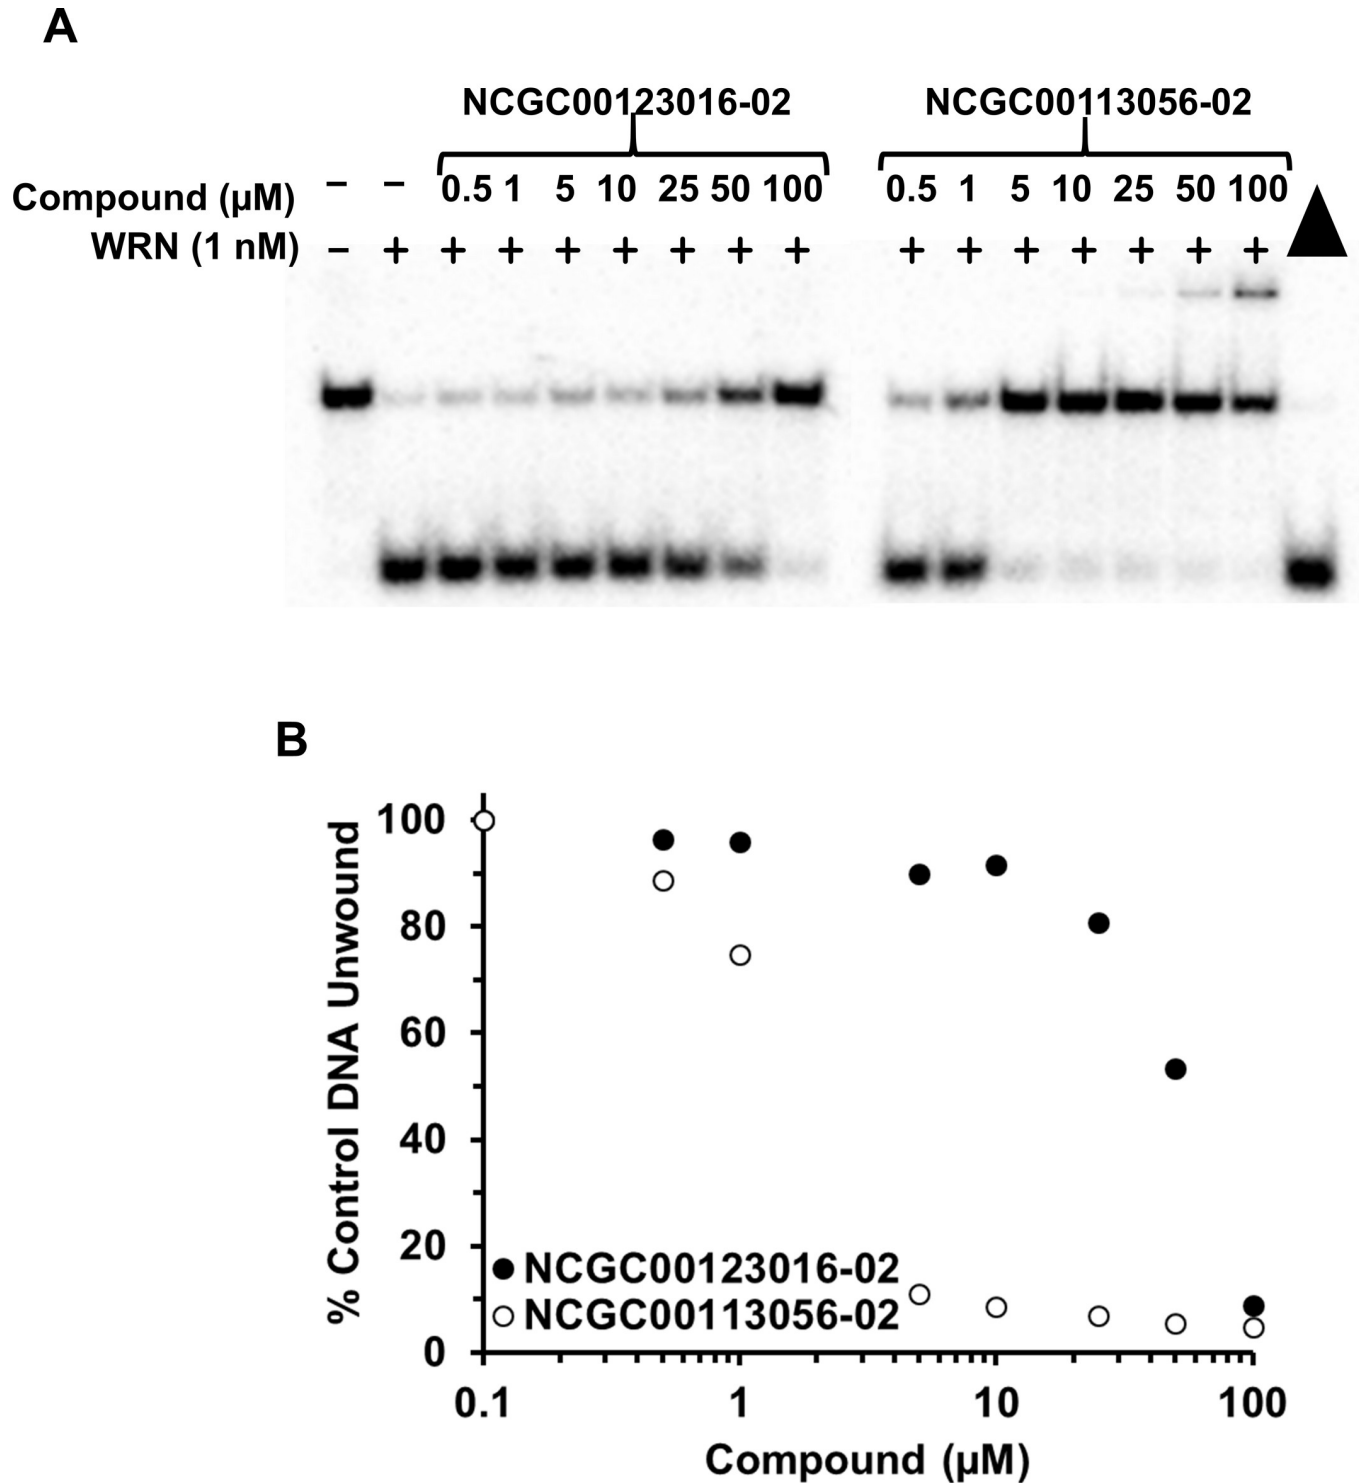 A
NCGC00123016-02 NCGC00113056-02
Compound (µM) – – 0.5 1 5 10 25 50 100 0.5 1 5 10 25 50 100
WRN (1 nM) – + + + + + + + + + + + + + + +
B
% Control DNA Unwound
100
80
60
40
20
0
NCGC00123016-02
NCGC00113056-02
0.1 1 10 100
Compound (µM)